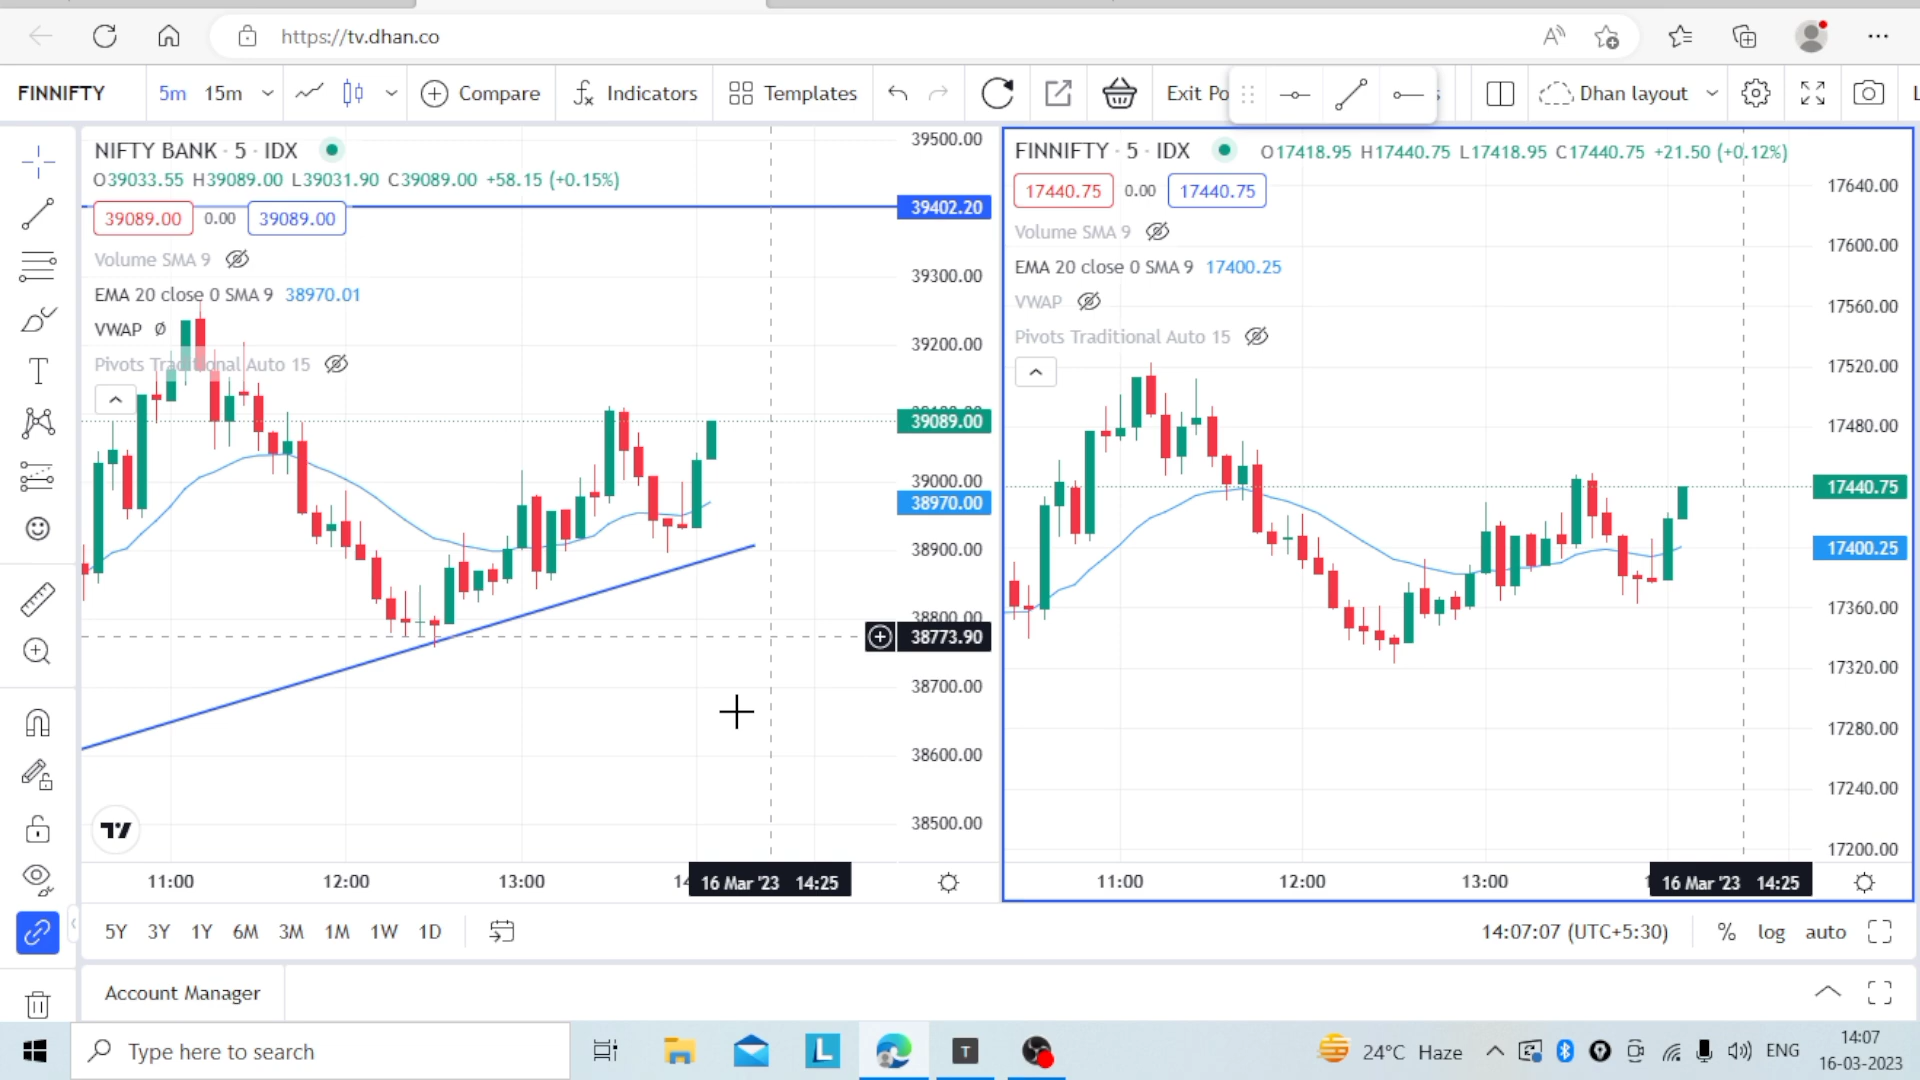 https://tv.dhan.co
FINNIFTY 5m 15m Compare Indicators Templates Exit Po Dhan layout L
NIFTY BANK · 5 · IDX
O39033.55 H39089.00 L39031.90 C39089.00 +58.15 (+0.15%)
39089.00 0.00 39089.00
Volume SMA 9
EMA 20 close 0 SMA 9 38970.01
VWAP
Pivots Traditional Auto 15
39500.00
39402.20
39300.00
39200.00
39089.00
39000.00
38970.00
38900.00
38800.00
38773.90
38700.00
38600.00
38500.00
11:00 12:00 13:00 16 Mar '23 14:25
FINNIFTY · 5 · IDX O17418.95 H17440.75 L17418.95 C17440.75 +21.50 (+0.12%)
17440.75 0.00 17440.75
Volume SMA 9
EMA 20 close 0 SMA 9 17400.25
VWAP
Pivots Traditional Auto 15
17640.00
17600.00
17560.00
17520.00
17480.00
17440.75
17400.25
17360.00
17320.00
17280.00
17240.00
17200.00
11:00 12:00 13:00 16 Mar '23 14:25
5Y 3Y 1Y 6M 3M 1M 1W 1D 14:07:07 (UTC+5:30) % log auto
Account Manager
Type here to search 24°C Haze ENG 14:07
16-03-2023